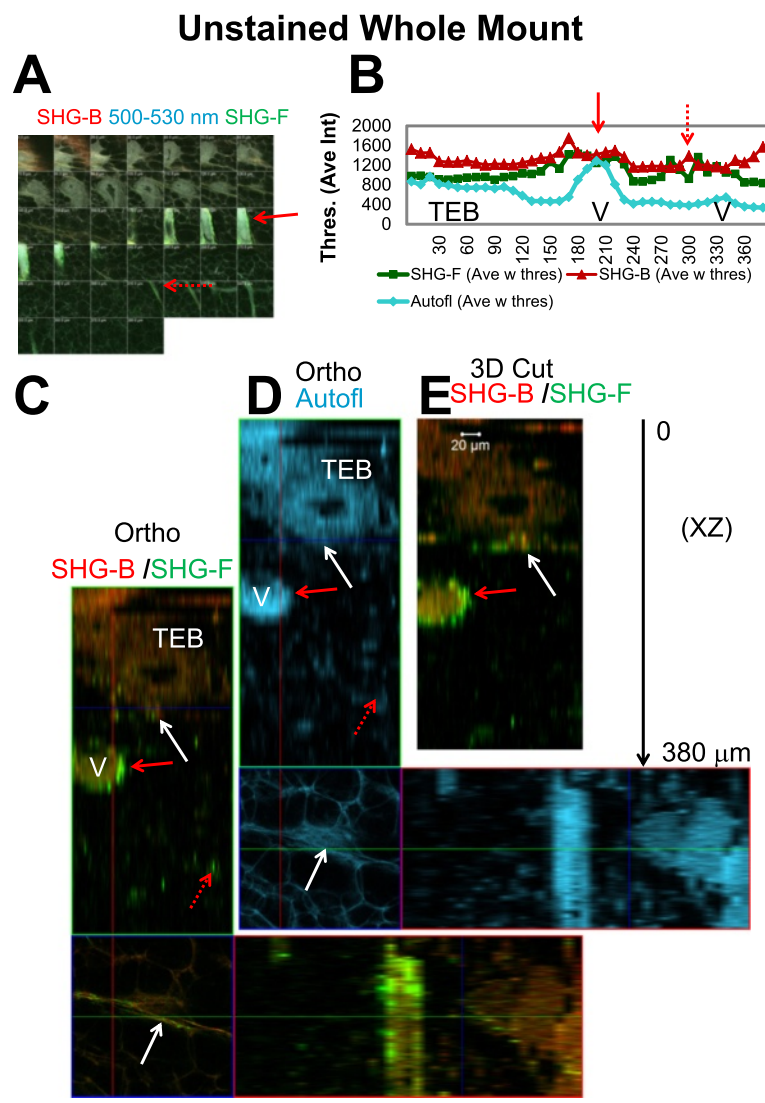 Unstained Whole Mount
A
B
SHG-B 500-530 nm SHG-F
Thres. (Ave Int)
2000
1600
1200
800
400
0
TEB
V
V
30
60
90
120
150
180
210
240
270
300
330
360
SHG-F (Ave w thres)
SHG-B (Ave w thres)
Autofl (Ave w thres)
C
D
E
Ortho
Autofl
3D Cut
SHG-B /SHG-F
TEB
20 µm
0
(XZ)
Ortho
SHG-B /SHG-F
V
TEB
V
380 µm